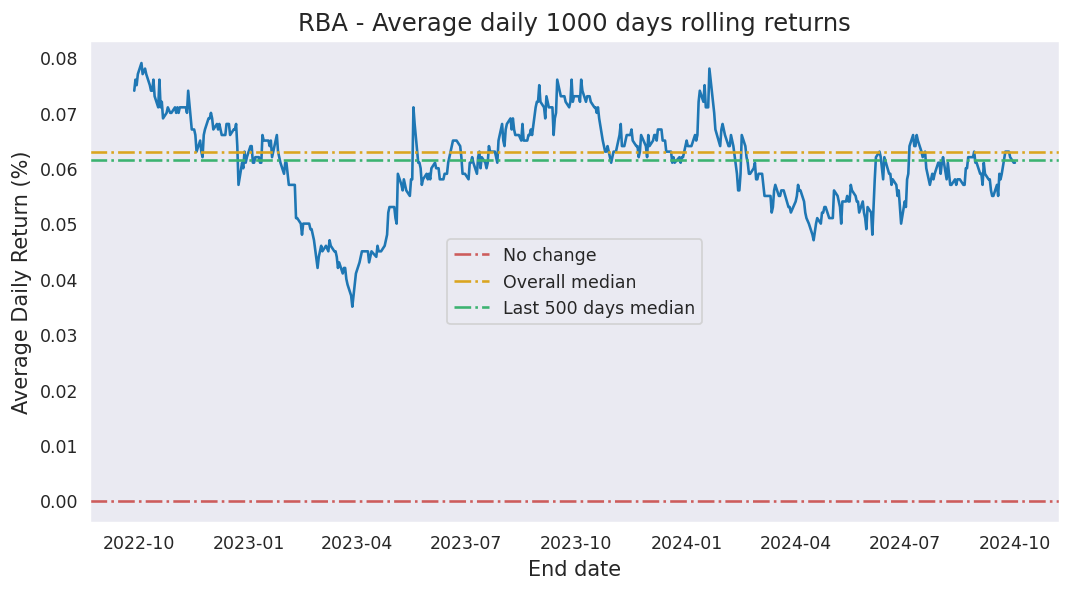 RBA - Average daily 1000 days rolling returns
Average Daily Return (%)
0.08
0.07
0.06
0.05
0.04
0.03
0.02
0.01
0.00
No change
Overall median
Last 500 days median
2022-10 2023-01 2023-04 2023-07 2023-10 2024-01 2024-04 2024-07 2024-10
End date